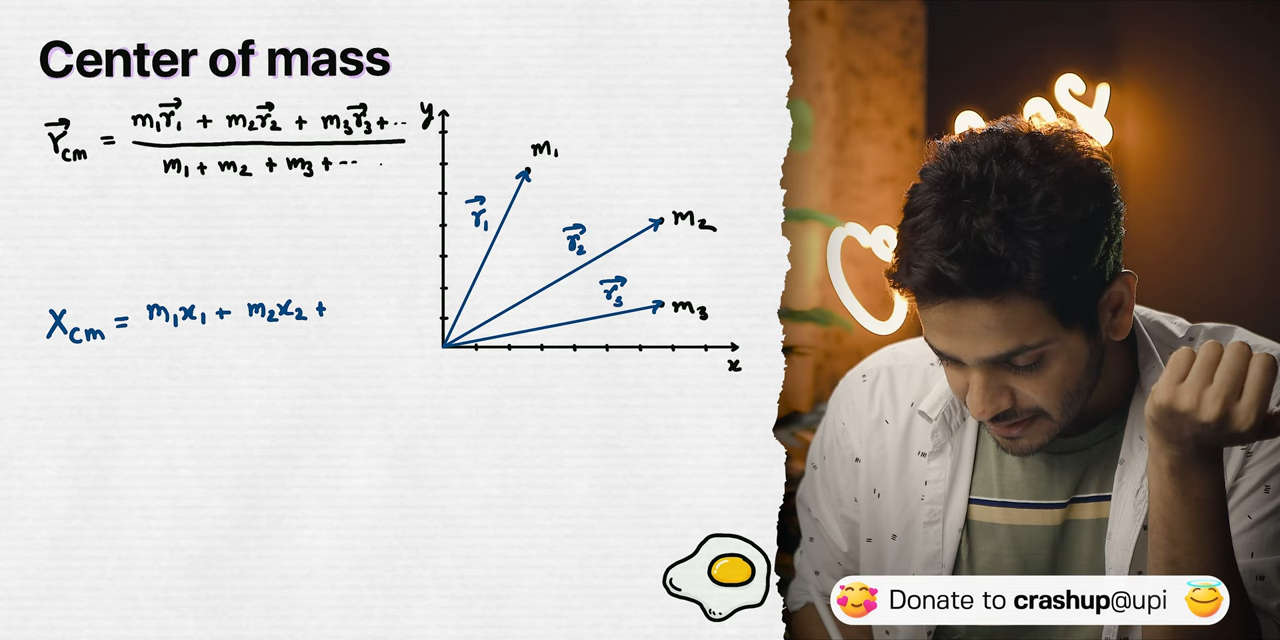 Center of mass
r⃗cm = (m₁r⃗₁ + m₂r⃗₂ + m₃r⃗₃ + ··) / (m₁ + m₂ + m₃ + ··· .)
y
m₁
r⃗₁
m₂
r⃗₂
r⃗₃
m₃
x
Xcm = m₁x₁ + m₂x₂ +
Donate to crashup@upi